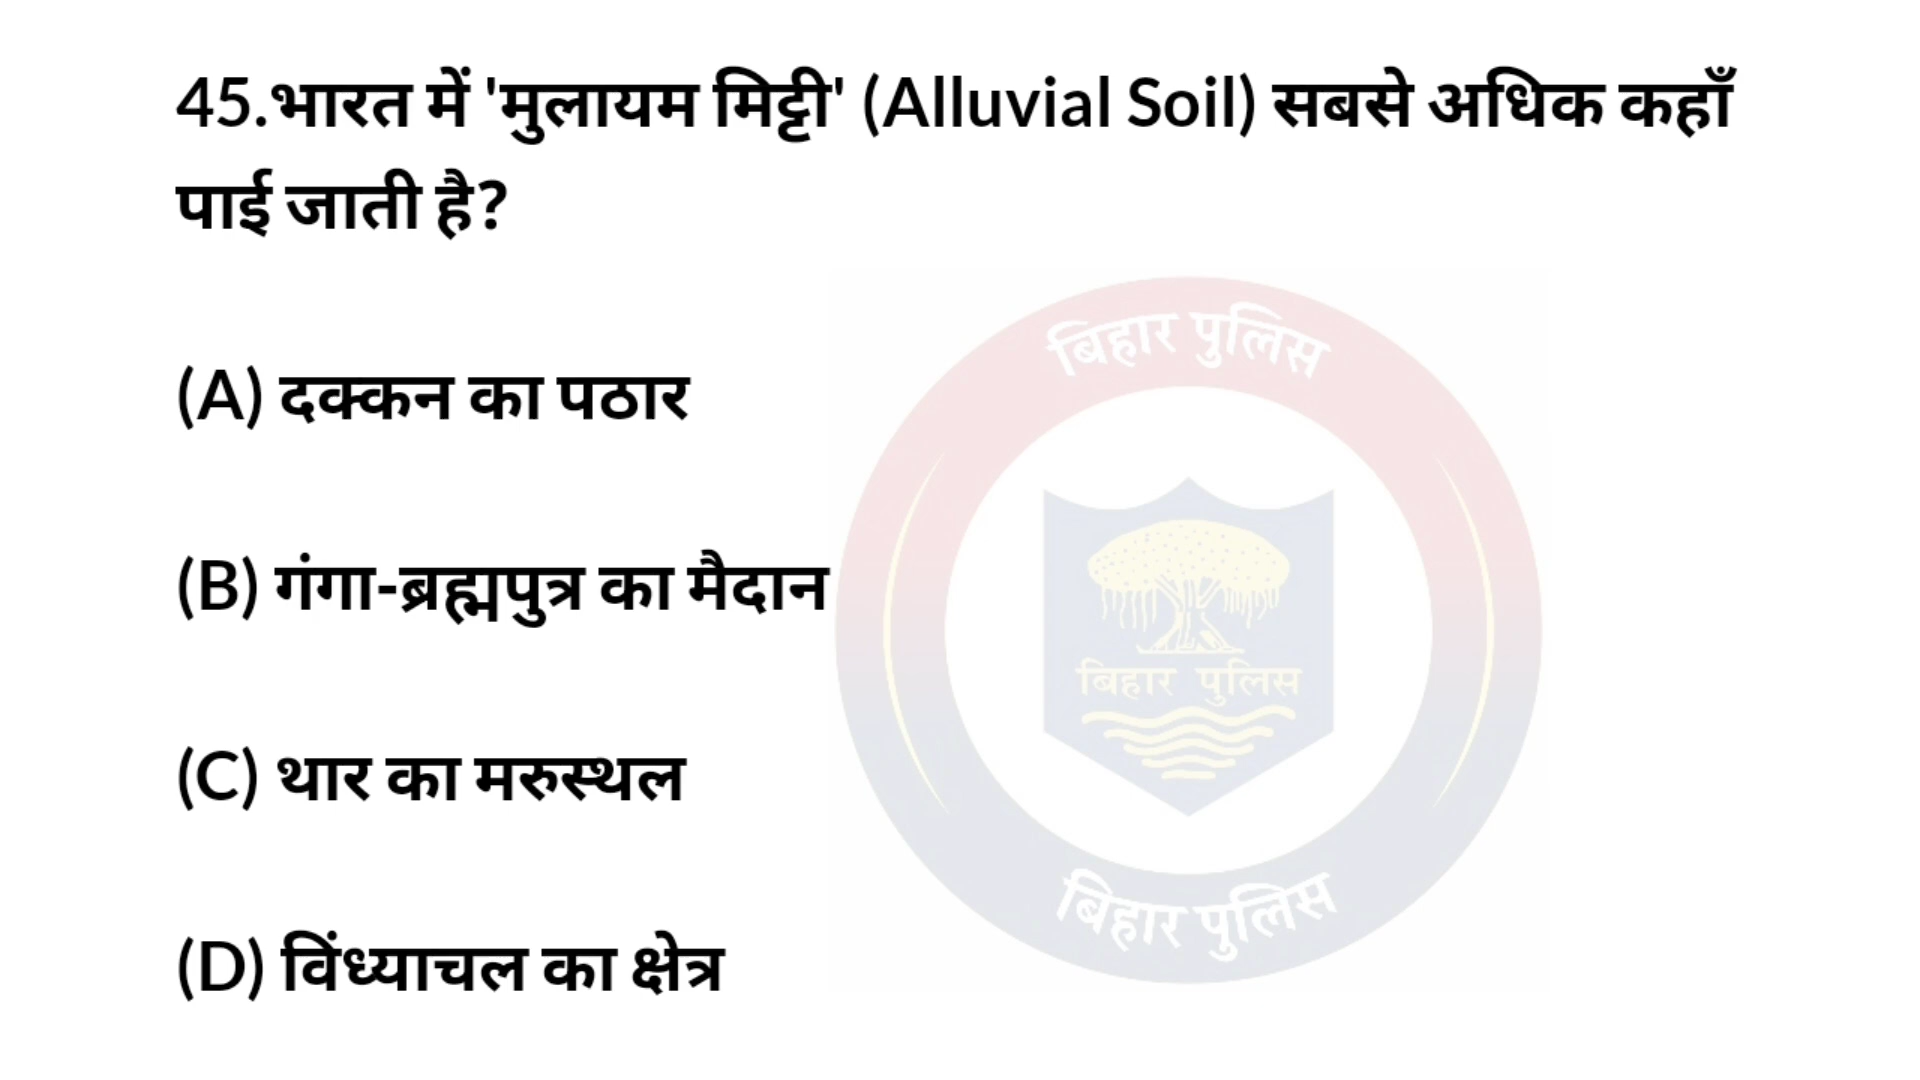 45.भारत में 'मुलायम मिट्टी' (Alluvial Soil) सबसे अधिक कहाँ
पाई जाती है?
(A) दक्कन का पठार
(B) गंगा-ब्रह्मपुत्र का मैदान
(C) थार का मरुस्थल
(D) विंध्याचल का क्षेत्र
बिहार पुलिस
बिहार पुलिस
बिहार पुलिस